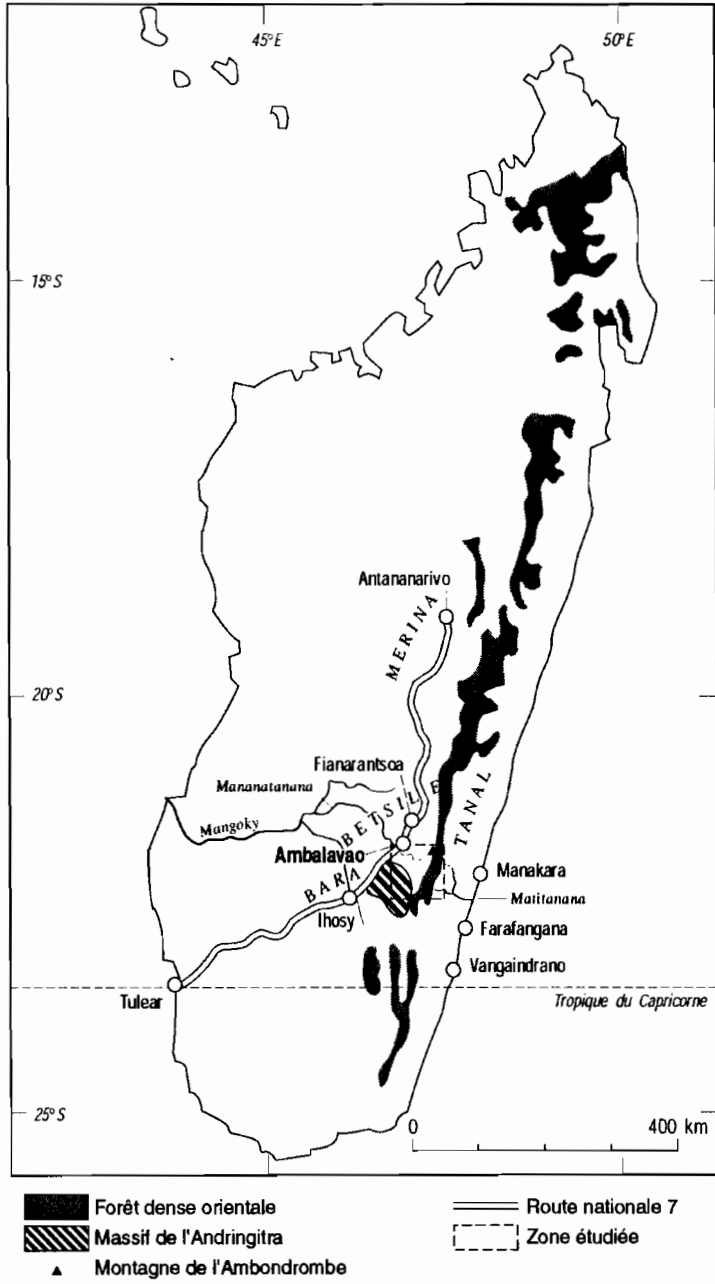 45°E
50°E
15°S
Antananarivo
MERINA
20°S
Fianarantsoa
Mananatanana
BETSILE
TANAL
Mangoky
Ambalavao
Manakara
BARA
Matitanana
Ihosy
Farafangana
Vangaindrano
Tulear
Tropique du Capricorne
25°S
0 400 km
Forêt dense orientale
Route nationale 7
Massif de l'Andringitra
Zone étudiée
Montagne de l'Ambondrombe